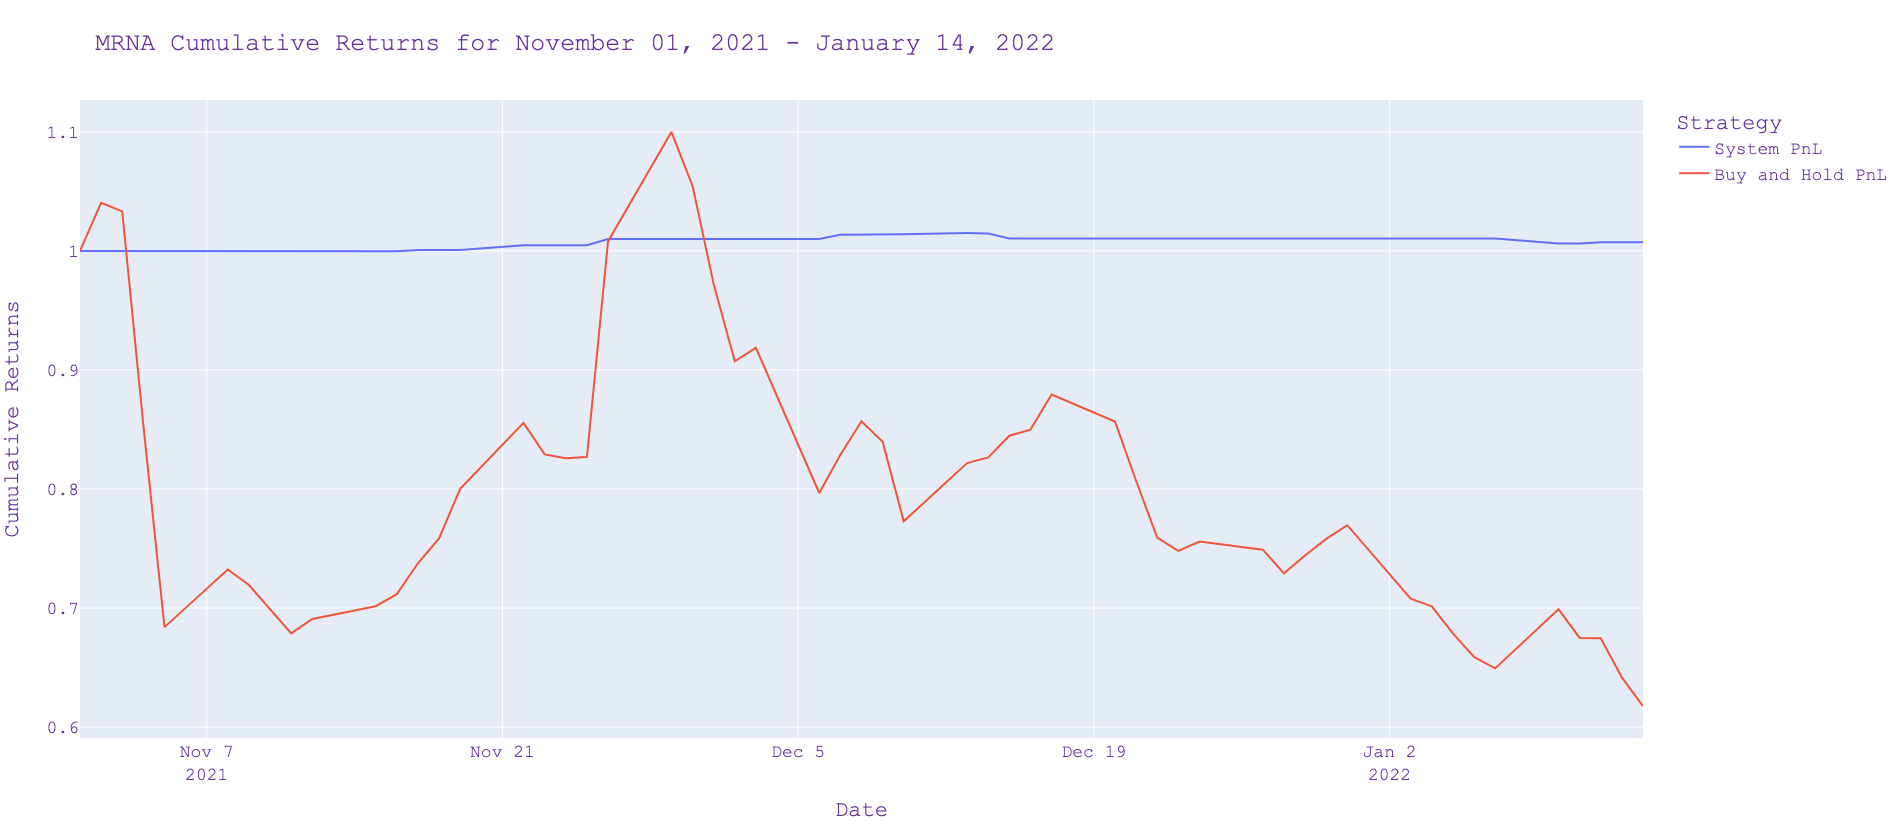 MRNA Cumulative Returns for November 01, 2021 - January 14, 2022
Strategy
System PnL
Buy and Hold PnL
Cumulative Returns
1.1
1
0.9
0.8
0.7
0.6
Nov 7
2021
Nov 21
Dec 5
Dec 19
Jan 2
2022
Date